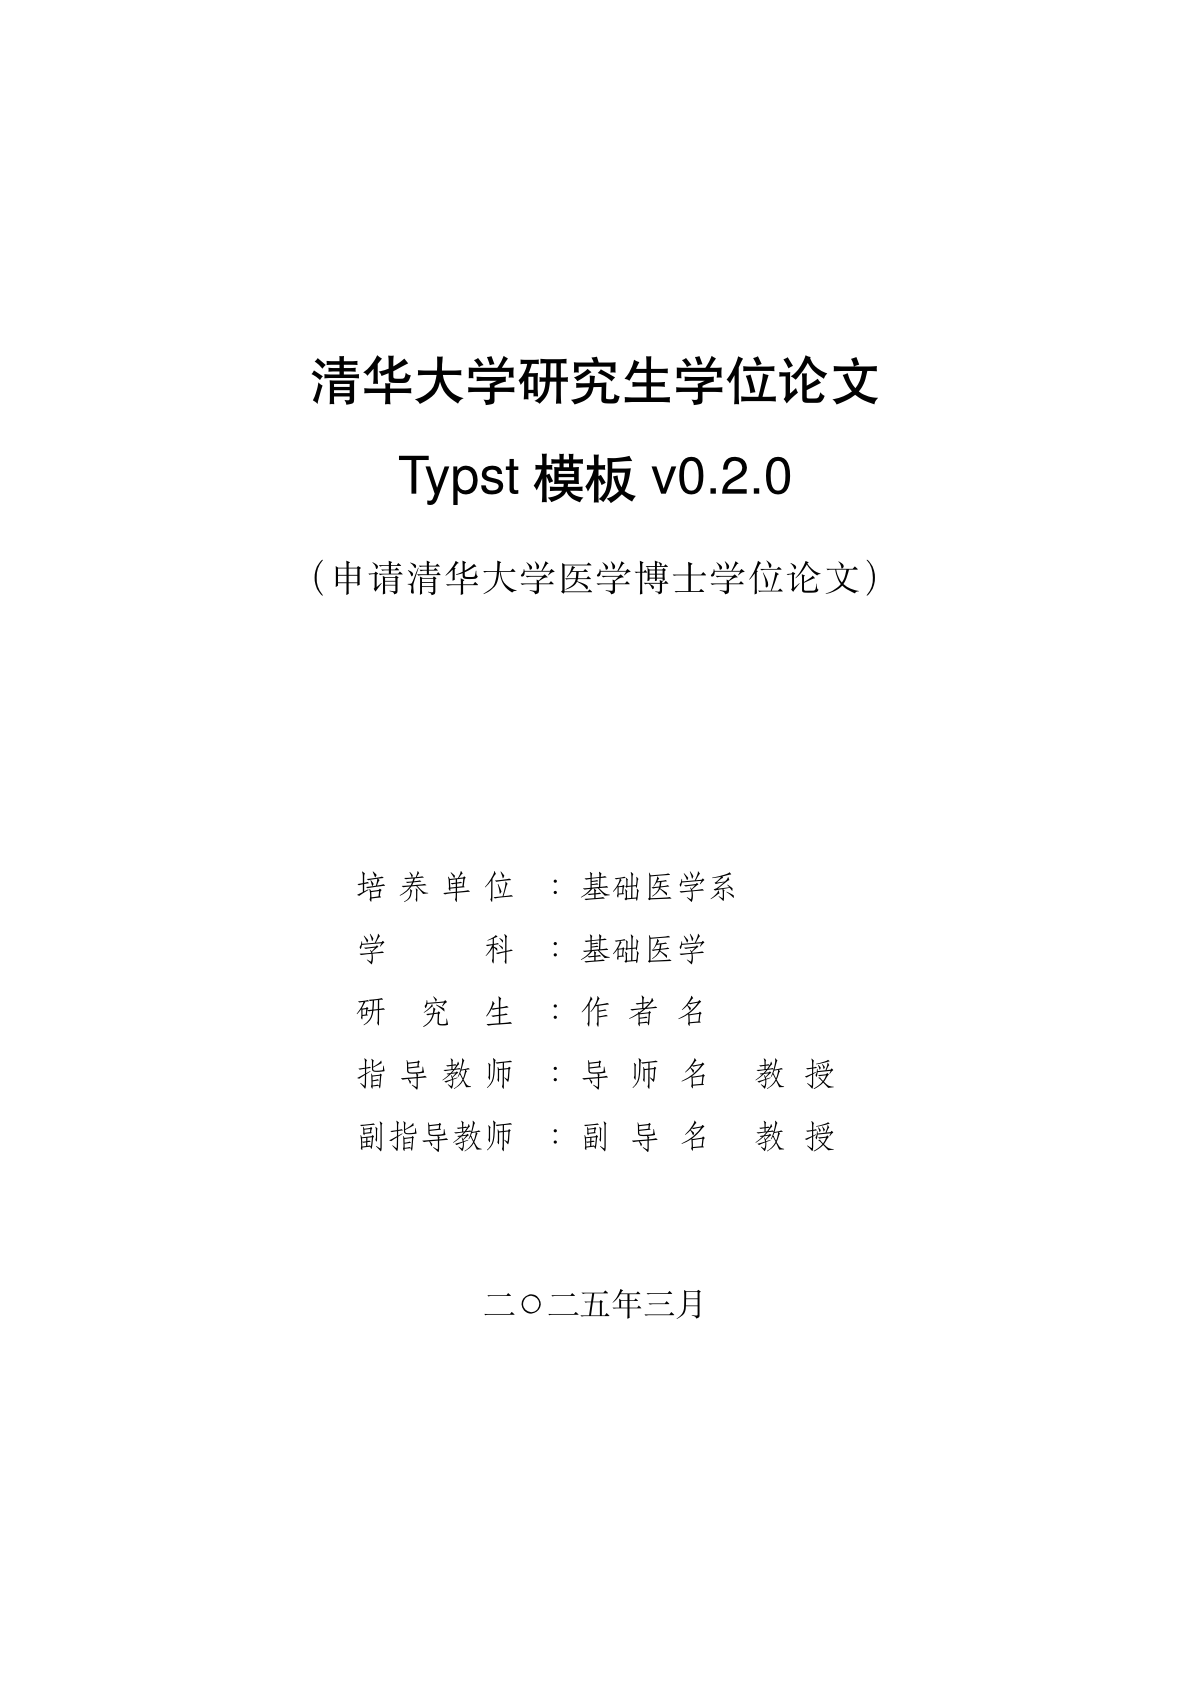 清华大学研究生学位论文
Typst 模板 v0.2.0
（申请清华大学医学博士学位论文）
培养单位：基础医学系
学科：基础医学
研究生：作者名
指导教师：导师名 教授
副指导教师：副导名 教授
二〇二五年三月